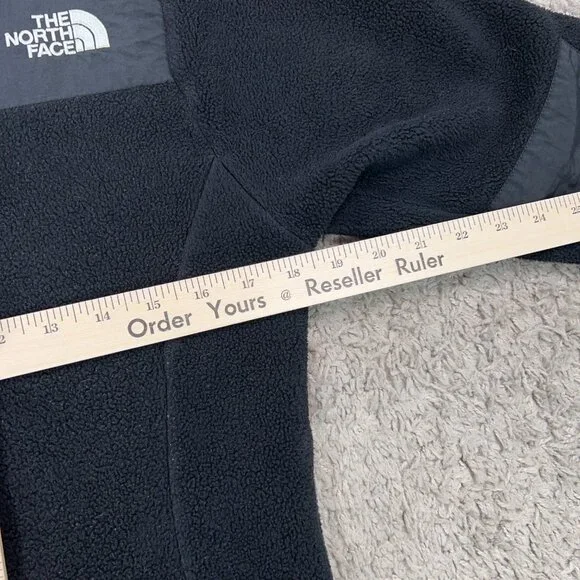 THE
NORTH
FACE
12 13 14 15 16 17 18 19 20 21 22 23 24 25
Order Yours @ Reseller Ruler